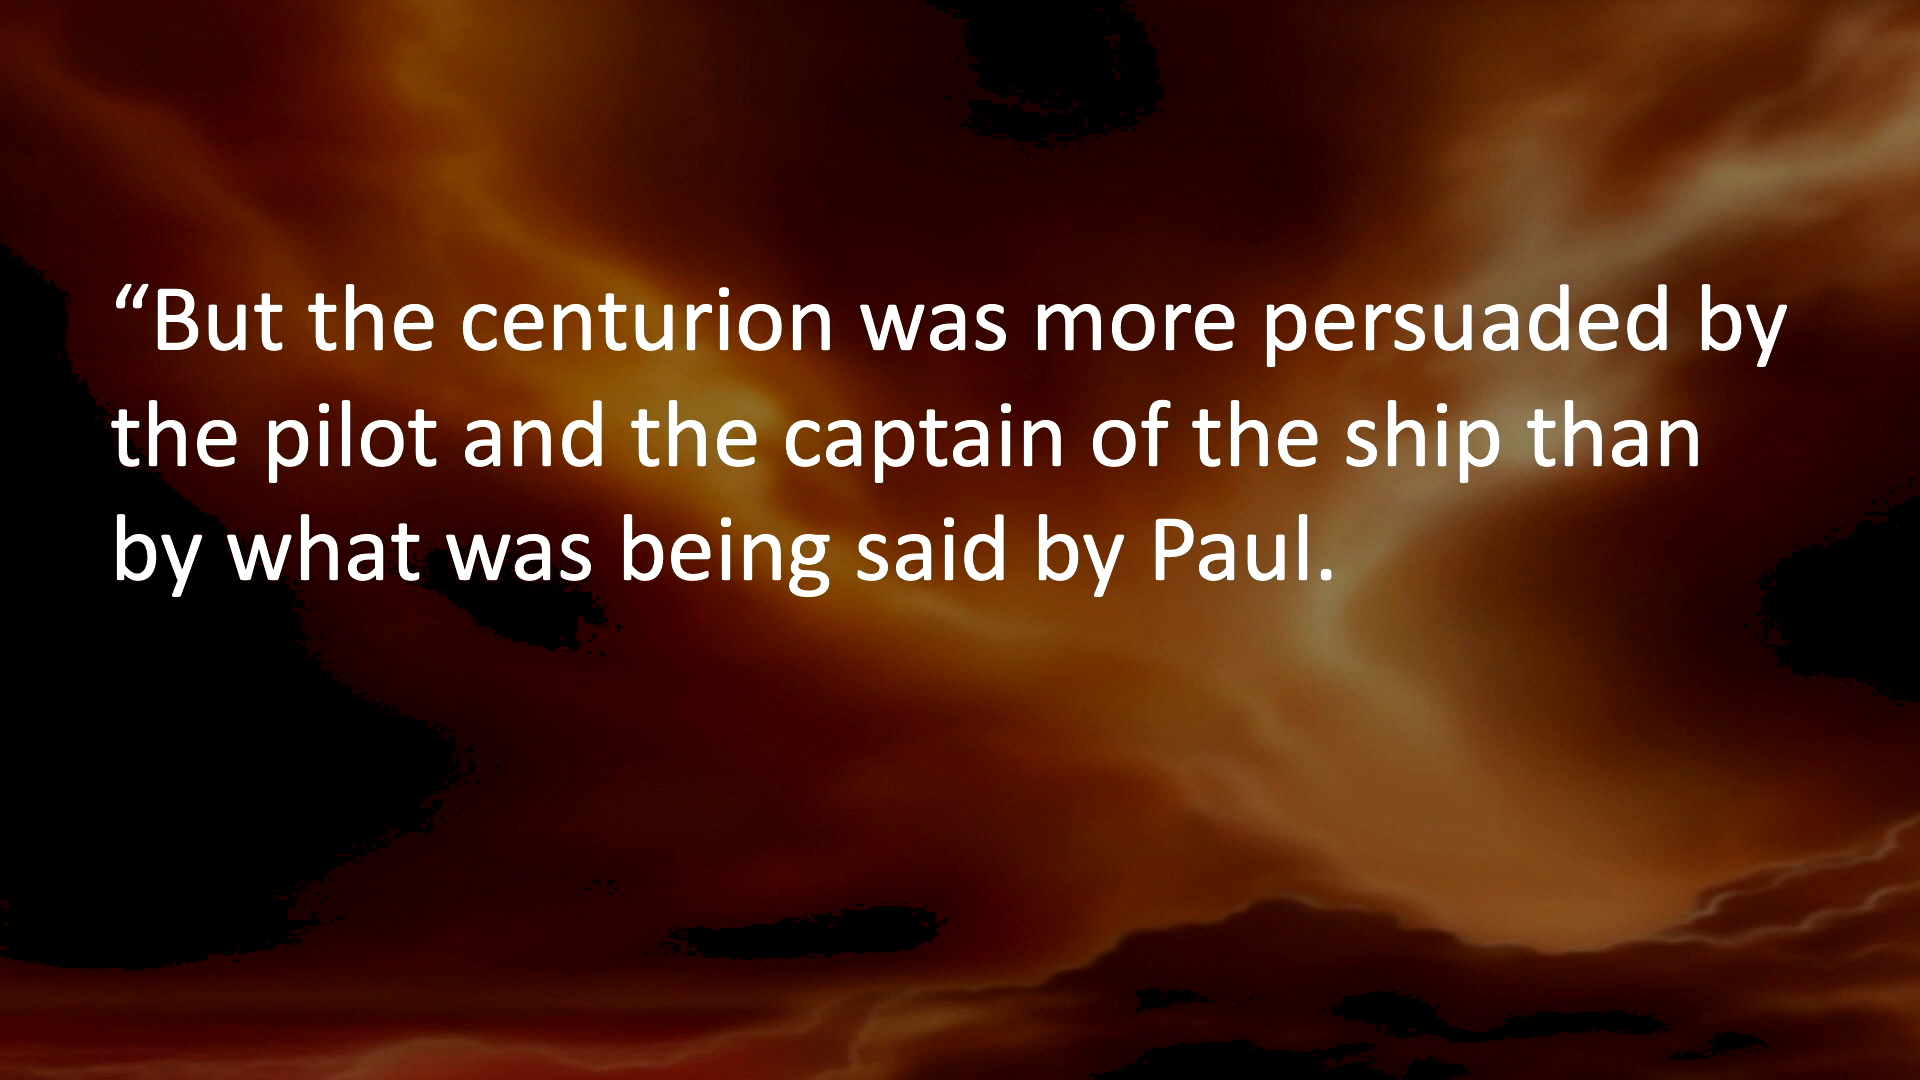 “But the centurion was more persuaded by
the pilot and the captain of the ship than
by what was being said by Paul.